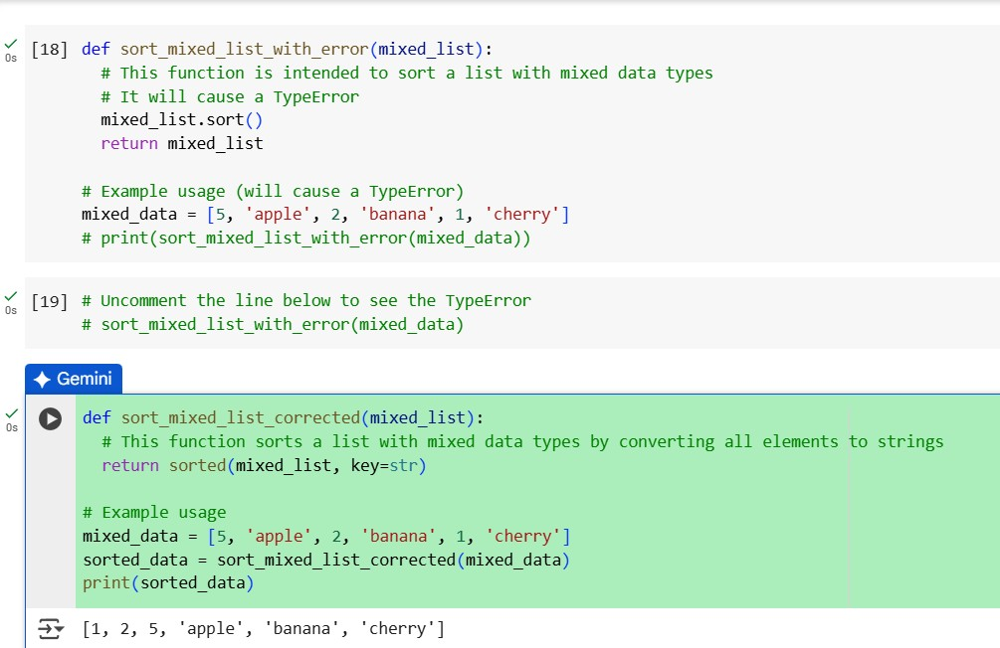 [18] def sort_mixed_list_with_error(mixed_list):
# This function is intended to sort a list with mixed data types
# It will cause a TypeError
mixed_list.sort()
return mixed_list
# Example usage (will cause a TypeError)
mixed_data = [5, 'apple', 2, 'banana', 1, 'cherry']
# print(sort_mixed_list_with_error(mixed_data))
0s
[19] # Uncomment the line below to see the TypeError
# sort_mixed_list_with_error(mixed_data)
0s
Gemini
def sort_mixed_list_corrected(mixed_list):
# This function sorts a list with mixed data types by converting all elements to strings
return sorted(mixed_list, key=str)
# Example usage
mixed_data = [5, 'apple', 2, 'banana', 1, 'cherry']
sorted_data = sort_mixed_list_corrected(mixed_data)
print(sorted_data)
0s
[1, 2, 5, 'apple', 'banana', 'cherry']